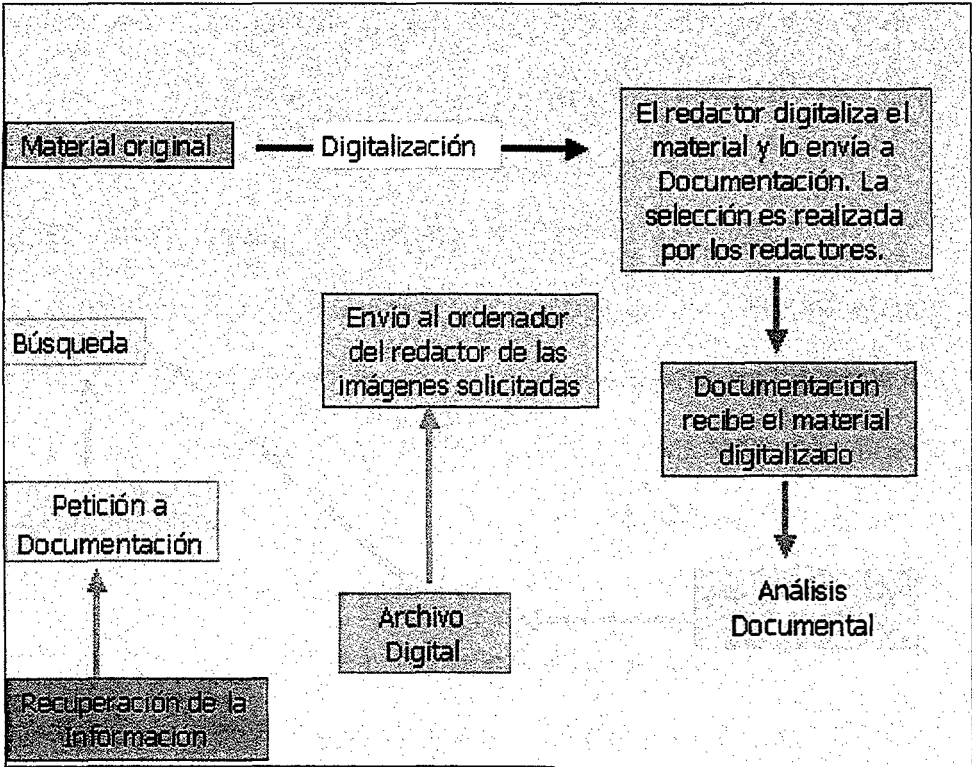 Material original
Digitalización
El redactor digitaliza el
material y lo envía a
Documentación. La
selección es realizada
por los redactores.
Búsqueda
Envío al ordenador
del redactor de las
imágenes solicitadas
Documentación
recibe el material
digitalizado
Petición a
Documentación
Archivo
Digital
Análisis
Documental
Recuperación de la
Información